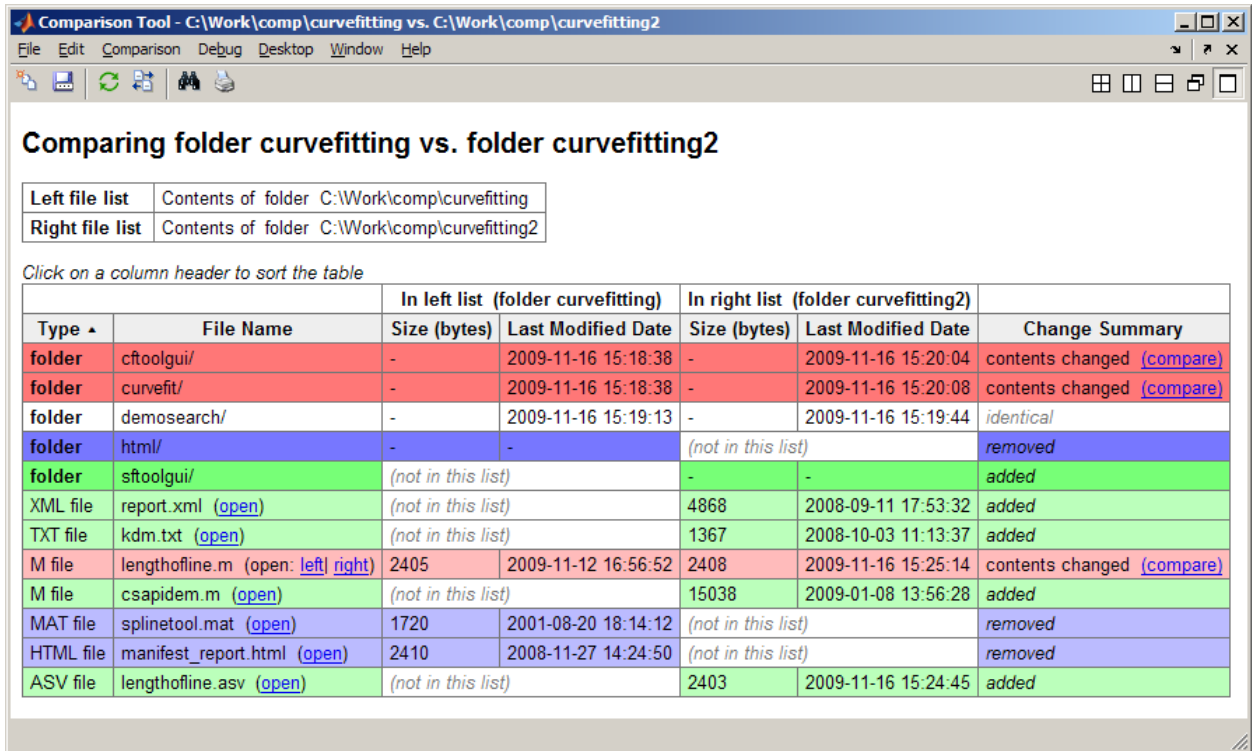 Comparison Tool - C:\Work\comp\curvefitting vs. C:\Work\comp\curvefitting2
File Edit Comparison Debug Desktop Window Help
Comparing folder curvefitting vs. folder curvefitting2
Left file list Contents of folder C:\Work\comp\curvefitting
Right file list Contents of folder C:\Work\comp\curvefitting2
Click on a column header to sort the table
In left list (folder curvefitting) In right list (folder curvefitting2)
Type File Name Size (bytes) Last Modified Date Size (bytes) Last Modified Date Change Summary
folder cftoolgui/ - 2009-11-16 15:18:38 - 2009-11-16 15:20:04 contents changed (compare)
folder curvefit/ - 2009-11-16 15:18:38 - 2009-11-16 15:20:08 contents changed (compare)
folder demosearch/ - 2009-11-16 15:19:13 - 2009-11-16 15:19:44 identical
folder html/ - - (not in this list) removed
folder sftoolgui/ (not in this list) - - added
XML file report.xml (open) (not in this list) 4868 2008-09-11 17:53:32 added
TXT file kdm.txt (open) (not in this list) 1367 2008-10-03 11:13:37 added
M file lengthofline.m (open: left| right) 2405 2009-11-12 16:56:52 2408 2009-11-16 15:25:14 contents changed (compare)
M file csapidem.m (open) (not in this list) 15038 2009-01-08 13:56:28 added
MAT file splinetool.mat (open) 1720 2001-08-20 18:14:12 (not in this list) removed
HTML file manifest_report.html (open) 2410 2008-11-27 14:24:50 (not in this list) removed
ASV file lengthofline.asv (open) (not in this list) 2403 2009-11-16 15:24:45 added